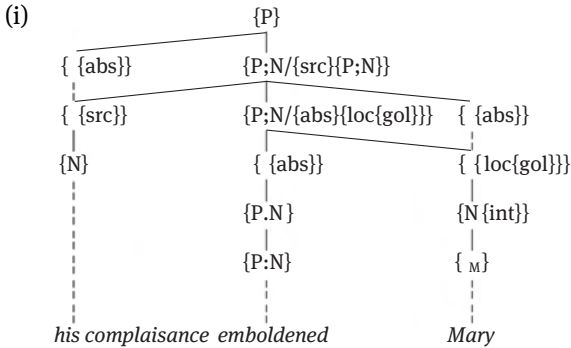 (i) {P}
{ {abs}} {P;N/{src}{P;N}}
{ {src}} {P;N/{abs}{loc{gol}}} { {abs}}
{N} { {abs}} { {loc{gol}}}
{P.N } {N{int}}
{P:N} { M}
his complaisance emboldened Mary